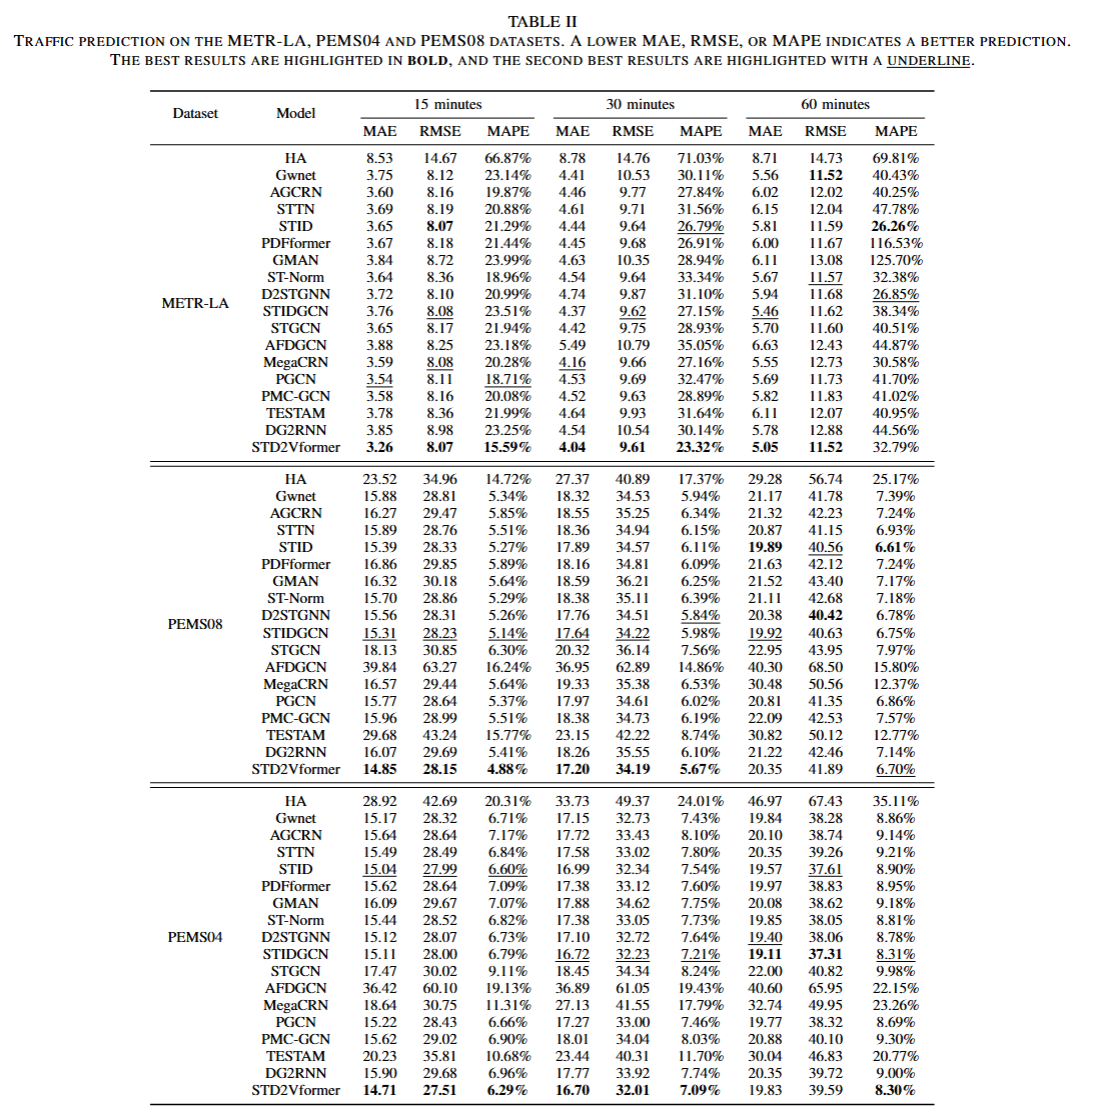 TABLE II
TRAFFIC PREDICTION ON THE METR-LA, PEMS04 AND PEMS08 DATASETS. A LOWER MAE, RMSE, OR MAPE INDICATES A BETTER PREDICTION.
THE BEST RESULTS ARE HIGHLIGHTED IN BOLD, AND THE SECOND BEST RESULTS ARE HIGHLIGHTED WITH A UNDERLINE.
Dataset Model 15 minutes 30 minutes 60 minutes
MAE RMSE MAPE MAE RMSE MAPE MAE RMSE MAPE
METR-LA
HA 8.53 14.67 66.87% 8.78 14.76 71.03% 8.71 14.73 69.81%
Gwnet 3.75 8.12 23.14% 4.41 10.53 30.11% 5.56 11.52 40.43%
AGCRN 3.60 8.16 19.87% 4.46 9.77 27.84% 6.02 12.02 40.25%
STTN 3.69 8.19 20.88% 4.61 9.71 31.56% 6.15 12.04 47.78%
STID 3.65 8.07 21.29% 4.44 9.64 26.79% 5.81 11.59 26.26%
PDFformer 3.67 8.18 21.44% 4.45 9.68 26.91% 6.00 11.67 116.53%
GMAN 3.84 8.72 23.99% 4.63 10.35 28.94% 6.11 13.08 125.70%
ST-Norm 3.64 8.36 18.96% 4.54 9.64 33.34% 5.67 11.57 32.38%
D2STGNN 3.72 8.10 20.99% 4.74 9.87 31.10% 5.94 11.68 26.85%
STIDGCN 3.76 8.08 23.51% 4.37 9.62 27.15% 5.46 11.62 38.34%
STGCN 3.65 8.17 21.94% 4.42 9.75 28.93% 5.70 11.60 40.51%
AFDGCN 3.88 8.25 23.18% 5.49 10.79 35.05% 6.63 12.43 44.87%
MegaCRN 3.59 8.08 20.28% 4.16 9.66 27.16% 5.55 12.73 30.58%
PGCN 3.54 8.11 18.71% 4.53 9.69 32.47% 5.69 11.73 41.70%
PMC-GCN 3.58 8.16 20.08% 4.52 9.63 28.89% 5.82 11.83 41.02%
TESTAM 3.78 8.36 21.99% 4.64 9.93 31.64% 6.11 12.07 40.95%
DG2RNN 3.85 8.98 23.25% 4.54 10.54 30.14% 5.78 12.88 44.56%
STD2Vformer 3.26 8.07 15.59% 4.04 9.61 23.32% 5.05 11.52 32.79%
PEMS08
HA 23.52 34.96 14.72% 27.37 40.89 17.37% 29.28 56.74 25.17%
Gwnet 15.88 28.81 5.34% 18.32 34.53 5.94% 21.17 41.78 7.39%
AGCRN 16.27 29.47 5.85% 18.55 35.25 6.34% 21.32 42.23 7.24%
STTN 15.89 28.76 5.51% 18.36 34.94 6.15% 20.87 41.15 6.93%
STID 15.39 28.33 5.27% 17.89 34.57 6.11% 19.89 40.56 6.61%
PDFformer 16.86 29.85 5.89% 18.16 34.81 6.09% 21.63 42.12 7.24%
GMAN 16.32 30.18 5.64% 18.59 36.21 6.25% 21.52 43.40 7.17%
ST-Norm 15.70 28.86 5.29% 18.38 35.11 6.39% 21.11 42.68 7.18%
D2STGNN 15.56 28.31 5.26% 17.76 34.51 5.84% 20.38 40.42 6.78%
STIDGCN 15.31 28.23 5.14% 17.64 34.22 5.98% 19.92 40.63 6.75%
STGCN 18.13 30.85 6.30% 20.32 36.14 7.56% 22.95 43.95 7.97%
AFDGCN 39.84 63.27 16.24% 36.95 62.89 14.86% 40.30 68.50 15.80%
MegaCRN 16.57 29.44 5.64% 19.33 35.38 6.53% 30.48 50.56 12.37%
PGCN 15.77 28.64 5.37% 17.97 34.61 6.02% 20.81 41.35 6.86%
PMC-GCN 15.96 28.99 5.51% 18.38 34.73 6.19% 22.09 42.53 7.57%
TESTAM 29.68 43.24 15.77% 23.15 42.22 8.74% 30.82 50.12 12.77%
DG2RNN 16.07 29.69 5.41% 18.26 35.55 6.10% 21.22 42.46 7.14%
STD2Vformer 14.85 28.15 4.88% 17.20 34.19 5.67% 20.35 41.89 6.70%
PEMS04
HA 28.92 42.69 20.31% 33.73 49.37 24.01% 46.97 67.43 35.11%
Gwnet 15.17 28.32 6.71% 17.15 32.73 7.43% 19.84 38.28 8.86%
AGCRN 15.64 28.64 7.17% 17.72 33.43 8.10% 20.10 38.74 9.14%
STTN 15.49 28.49 6.84% 17.58 33.02 7.80% 20.35 39.26 9.21%
STID 15.04 27.99 6.60% 16.99 32.34 7.54% 19.57 37.61 8.90%
PDFformer 15.62 28.64 7.09% 17.38 33.12 7.60% 19.97 38.83 8.95%
GMAN 16.09 29.67 7.07% 17.88 34.62 7.75% 20.08 38.62 9.18%
ST-Norm 15.44 28.52 6.82% 17.38 33.05 7.73% 19.85 38.05 8.81%
D2STGNN 15.12 28.07 6.73% 17.10 32.72 7.64% 19.40 38.06 8.78%
STIDGCN 15.11 28.00 6.79% 16.72 32.23 7.21% 19.11 37.31 8.31%
STGCN 17.47 30.02 9.11% 18.45 34.34 8.24% 22.00 40.82 9.98%
AFDGCN 36.42 60.10 19.13% 36.89 61.05 19.43% 40.60 65.95 22.15%
MegaCRN 18.64 30.75 11.31% 27.13 41.55 17.79% 32.74 49.95 23.26%
PGCN 15.22 28.43 6.66% 17.27 33.00 7.46% 19.77 38.32 8.69%
PMC-GCN 15.62 29.02 6.90% 18.01 34.04 8.03% 20.88 40.10 9.30%
TESTAM 20.23 35.81 10.68% 23.44 40.31 11.70% 30.04 46.83 20.77%
DG2RNN 15.90 29.68 6.96% 17.77 33.92 7.74% 20.35 39.72 9.00%
STD2Vformer 14.71 27.51 6.29% 16.70 32.01 7.09% 19.83 39.59 8.30%